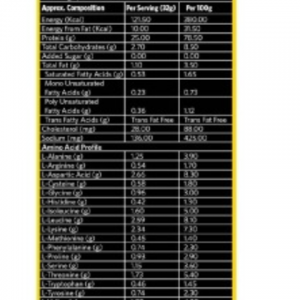 Approx. Composition Per Serving (32g) Per 100g
Energy (Kcal) 121.60 380.00
Energy from Fat (Kcal) 10.00 31.50
Protein (g) 25.00 78.50
Total Carbohydrates (g) 2.70 8.50
Added Sugar (g) 0.00 0.00
Total Fat (g) 1.10 3.50
Saturated Fatty Acids (g) 0.53 1.65
Mono Unsaturated
Fatty Acids (g) 0.23 0.73
Poly Unsaturated
Fatty Acids (g) 0.36 1.12
Trans Fatty Acids (g) Trans Fat Free Trans Fat Free
Cholesterol (mg) 28.00 88.00
Sodium (mg) 136.00 425.00
Amino Acid Profile
L-Alanine (g) 1.25 3.90
L-Arginine (g) 0.54 1.70
L-Aspartic Acid (g) 2.66 8.30
L-Cysteine (g) 0.58 1.80
L-Glycine (g) 0.96 3.00
L-Histidine (g) 0.42 1.30
L-Isoleucine (g) 1.60 5.00
L-Leucine (g) 2.59 8.10
L-Lysine (g) 2.34 7.30
L-Methionine (g) 0.45 1.40
L-Phenylalanine (g) 0.74 2.30
L-Proline (g) 0.93 2.90
L-Serine (g) 1.15 3.60
L-Threonine (g) 1.73 5.40
L-Tryptophan (g) 0.46 1.45
L-Tyrosine (g) 0.74 2.30